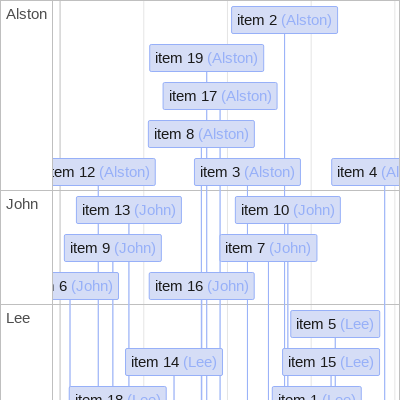 Alston
item 2 (Alston)
item 19 (Alston)
item 17 (Alston)
item 8 (Alston)
item 12 (Alston)
item 3 (Alston)
item 4 (Al
John
item 13 (John)
item 10 (John)
item 9 (John)
item 7 (John)
6 (John)
item 16 (John)
Lee
item 5 (Lee)
item 14 (Lee)
item 15 (Lee)
item 18 (Lee)
item 1 (Lee)